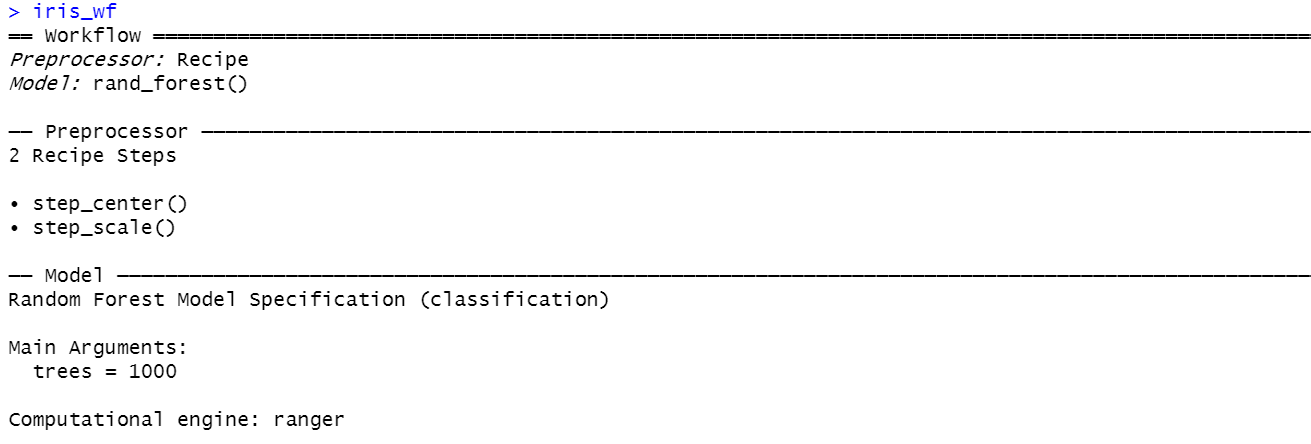 > iris_wf
== Workflow ==
Preprocessor: Recipe
Model: rand_forest()
── Preprocessor ──
2 Recipe Steps
• step_center()
• step_scale()
── Model ──
Random Forest Model Specification (classification)
Main Arguments:
  trees = 1000
Computational engine: ranger